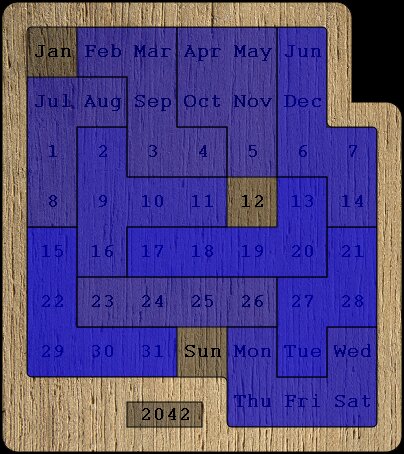 Jan Feb Mar Apr May Jun
Jul Aug Sep Oct Nov Dec
1 2 3 4 5 6 7
8 9 10 11 12 13 14
15 16 17 18 19 20 21
22 23 24 25 26 27 28
29 30 31 Sun Mon Tue Wed
Thu Fri Sat
2042